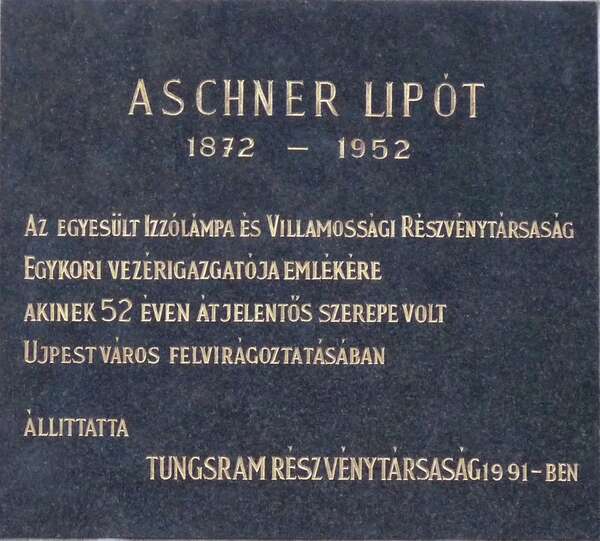 ASCHNER LIPÓT
1872 – 1952
AZ EGYESÜLT IZZÓLÁMPA ÉS VILLAMOSSÁGI RÉSZVÉNYTÁRSASÁG
EGYKORI VEZÉRIGAZGATÓJA EMLÉKÉRE
AKINEK 52 ÉVEN ÁT JELENTŐS SZEREPE VOLT
UJPEST VÁROS FELVIRÁGOZTATÁSÁBAN
ÁLLITTATTA
TUNGSRAM RÉSZVÉNYTÁRSASÁG 1991-BEN